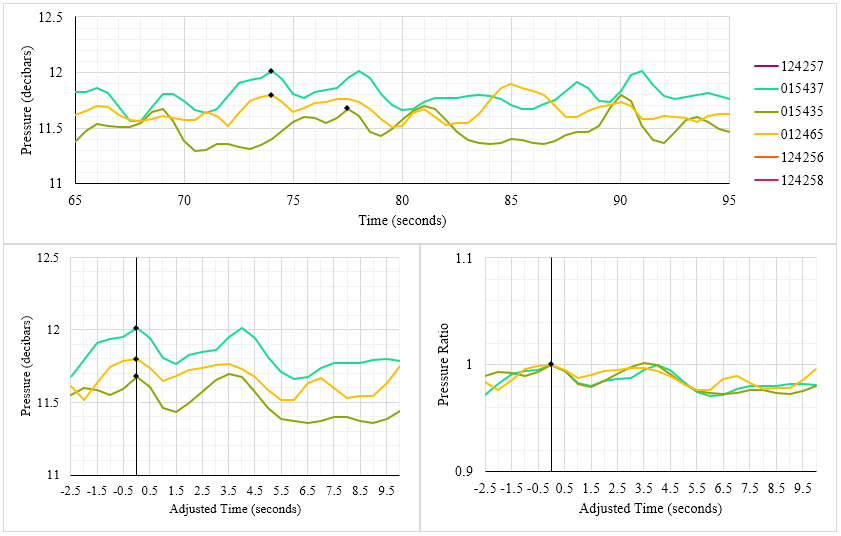 12.5
12
11.5
11
Pressure (decibars)
65 70 75 80 85 90 95
Time (seconds)
124257
015437
015435
012465
124256
124258
12.5
12
11.5
11
Pressure (decibars)
-2.5 -1.5 -0.5 0.5 1.5 2.5 3.5 4.5 5.5 6.5 7.5 8.5 9.5
Adjusted Time (seconds)
1.1
1
0.9
Pressure Ratio
-2.5 -1.5 -0.5 0.5 1.5 2.5 3.5 4.5 5.5 6.5 7.5 8.5 9.5
Adjusted Time (seconds)